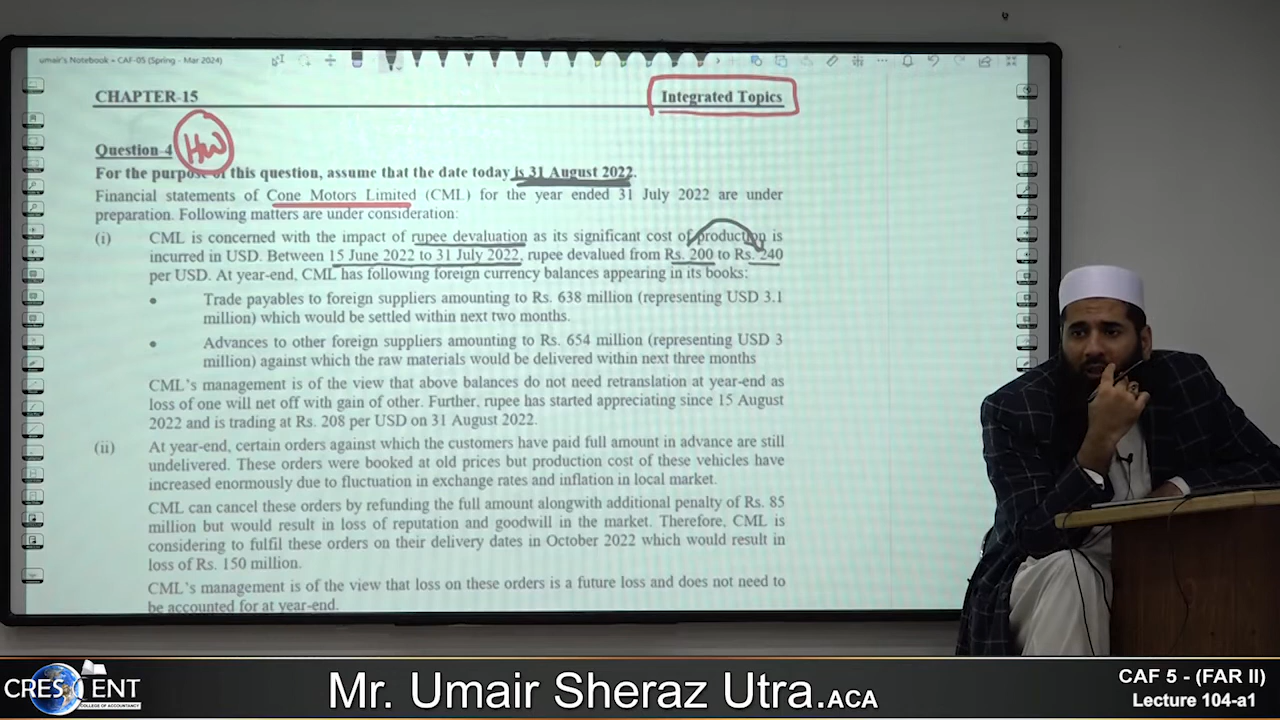 umair's Notebook » CAF-05 (Spring - Mar 2024)
CHAPTER-15
Integrated Topics
Question-4
HW
For the purpose of this question, assume that the date today is 31 August 2022.
Financial statements of Cone Motors Limited (CML) for the year ended 31 July 2022 are under
preparation. Following matters are under consideration:
(i) CML is concerned with the impact of rupee devaluation as its significant cost of production is
incurred in USD. Between 15 June 2022 to 31 July 2022, rupee devalued from Rs. 200 to Rs. 240
per USD. At year-end, CML has following foreign currency balances appearing in its books:
• Trade payables to foreign suppliers amounting to Rs. 638 million (representing USD 3.1
million) which would be settled within next two months.
• Advances to other foreign suppliers amounting to Rs. 654 million (representing USD 3
million) against which the raw materials would be delivered within next three months
CML's management is of the view that above balances do not need retranslation at year-end as
loss of one will net off with gain of other. Further, rupee has started appreciating since 15 August
2022 and is trading at Rs. 208 per USD on 31 August 2022.
(ii) At year-end, certain orders against which the customers have paid full amount in advance are still
undelivered. These orders were booked at old prices but production cost of these vehicles have
increased enormously due to fluctuation in exchange rates and inflation in local market.
CML can cancel these orders by refunding the full amount alongwith additional penalty of Rs. 85
million but would result in loss of reputation and goodwill in the market. Therefore, CML is
considering to fulfil these orders on their delivery dates in October 2022 which would result in
loss of Rs. 150 million.
CML's management is of the view that loss on these orders is a future loss and does not need to
be accounted for at year-end.
CRESCENT
COLLEGE OF ACCOUNTANCY
Mr. Umair Sheraz Utra.ACA
CAF 5 - (FAR II)
Lecture 104-a1